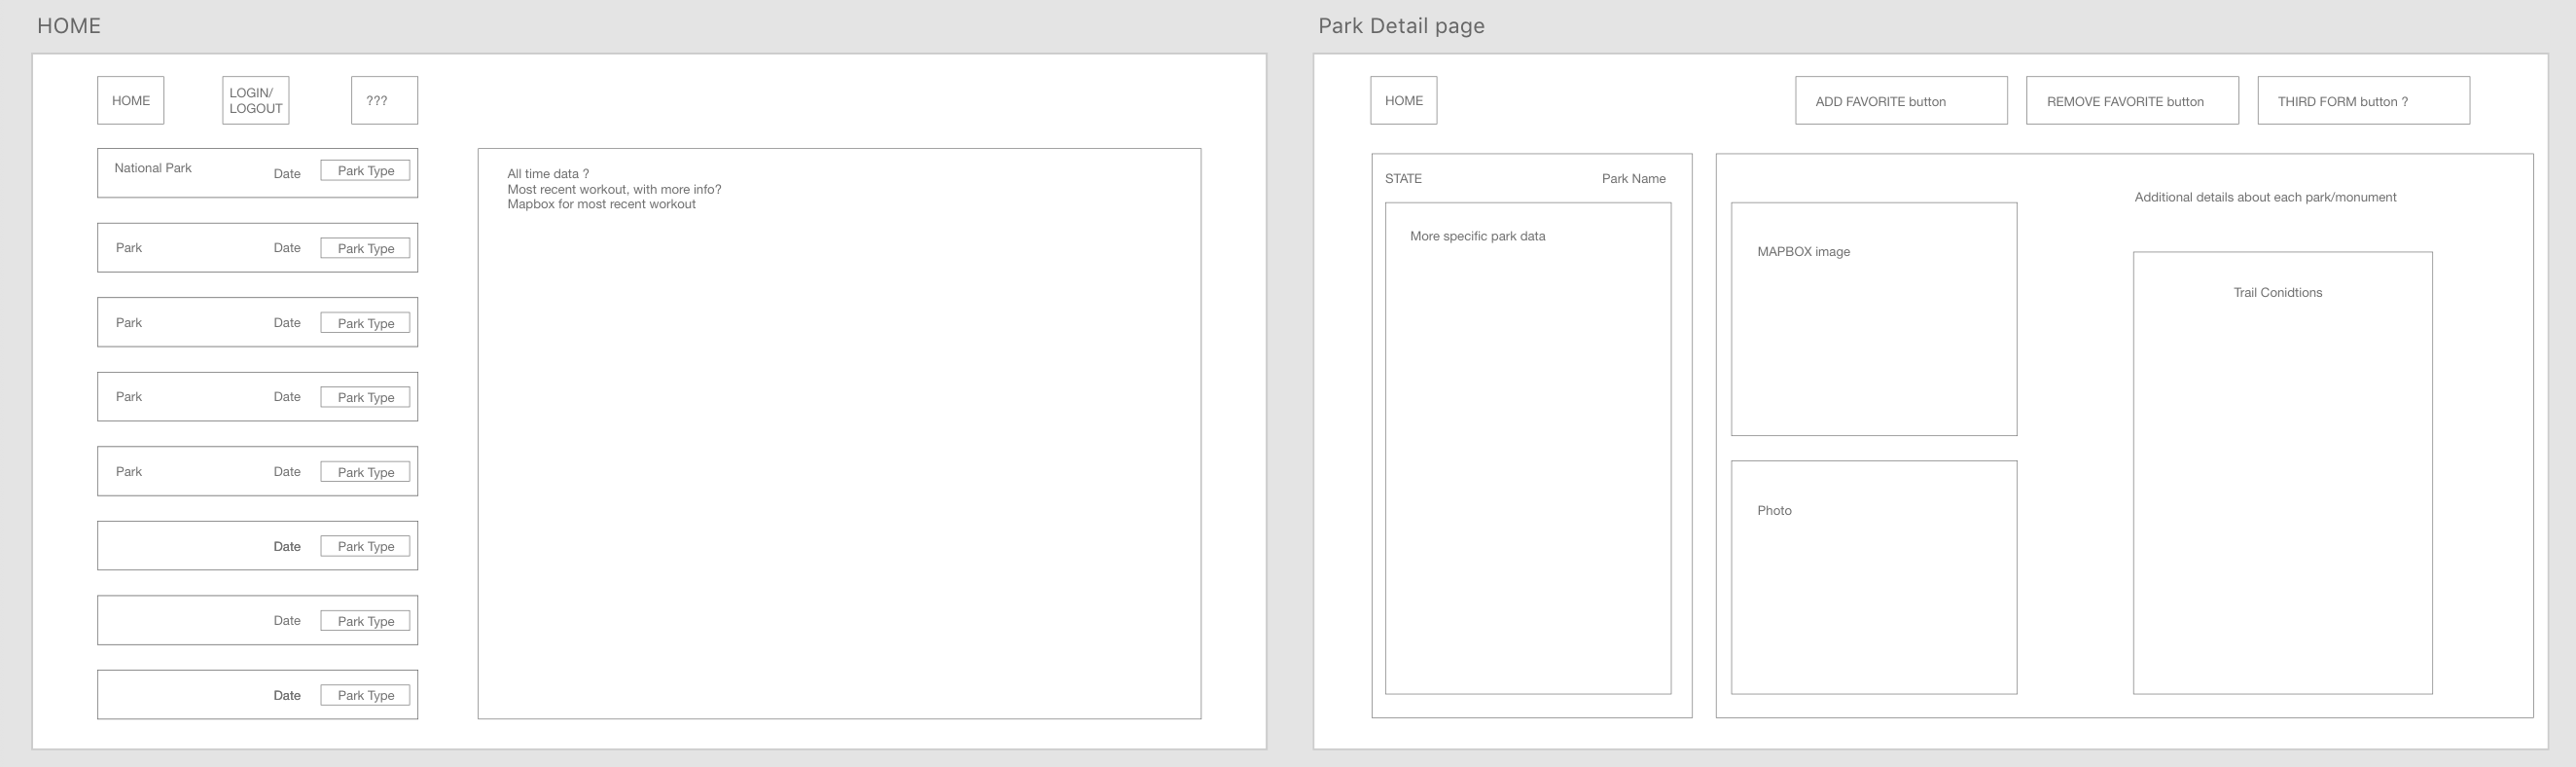 HOME
HOME
LOGIN/
LOGOUT
???
National Park Date Park Type
Park Date Park Type
Park Date Park Type
Park Date Park Type
Park Date Park Type
Date Park Type
Date Park Type
Date Park Type
All time data ?
Most recent workout, with more info?
Mapbox for most recent workout
Park Detail page
HOME
ADD FAVORITE button
REMOVE FAVORITE button
THIRD FORM button ?
STATE Park Name
More specific park data
MAPBOX image
Photo
Additional details about each park/monument
Trail Conidtions